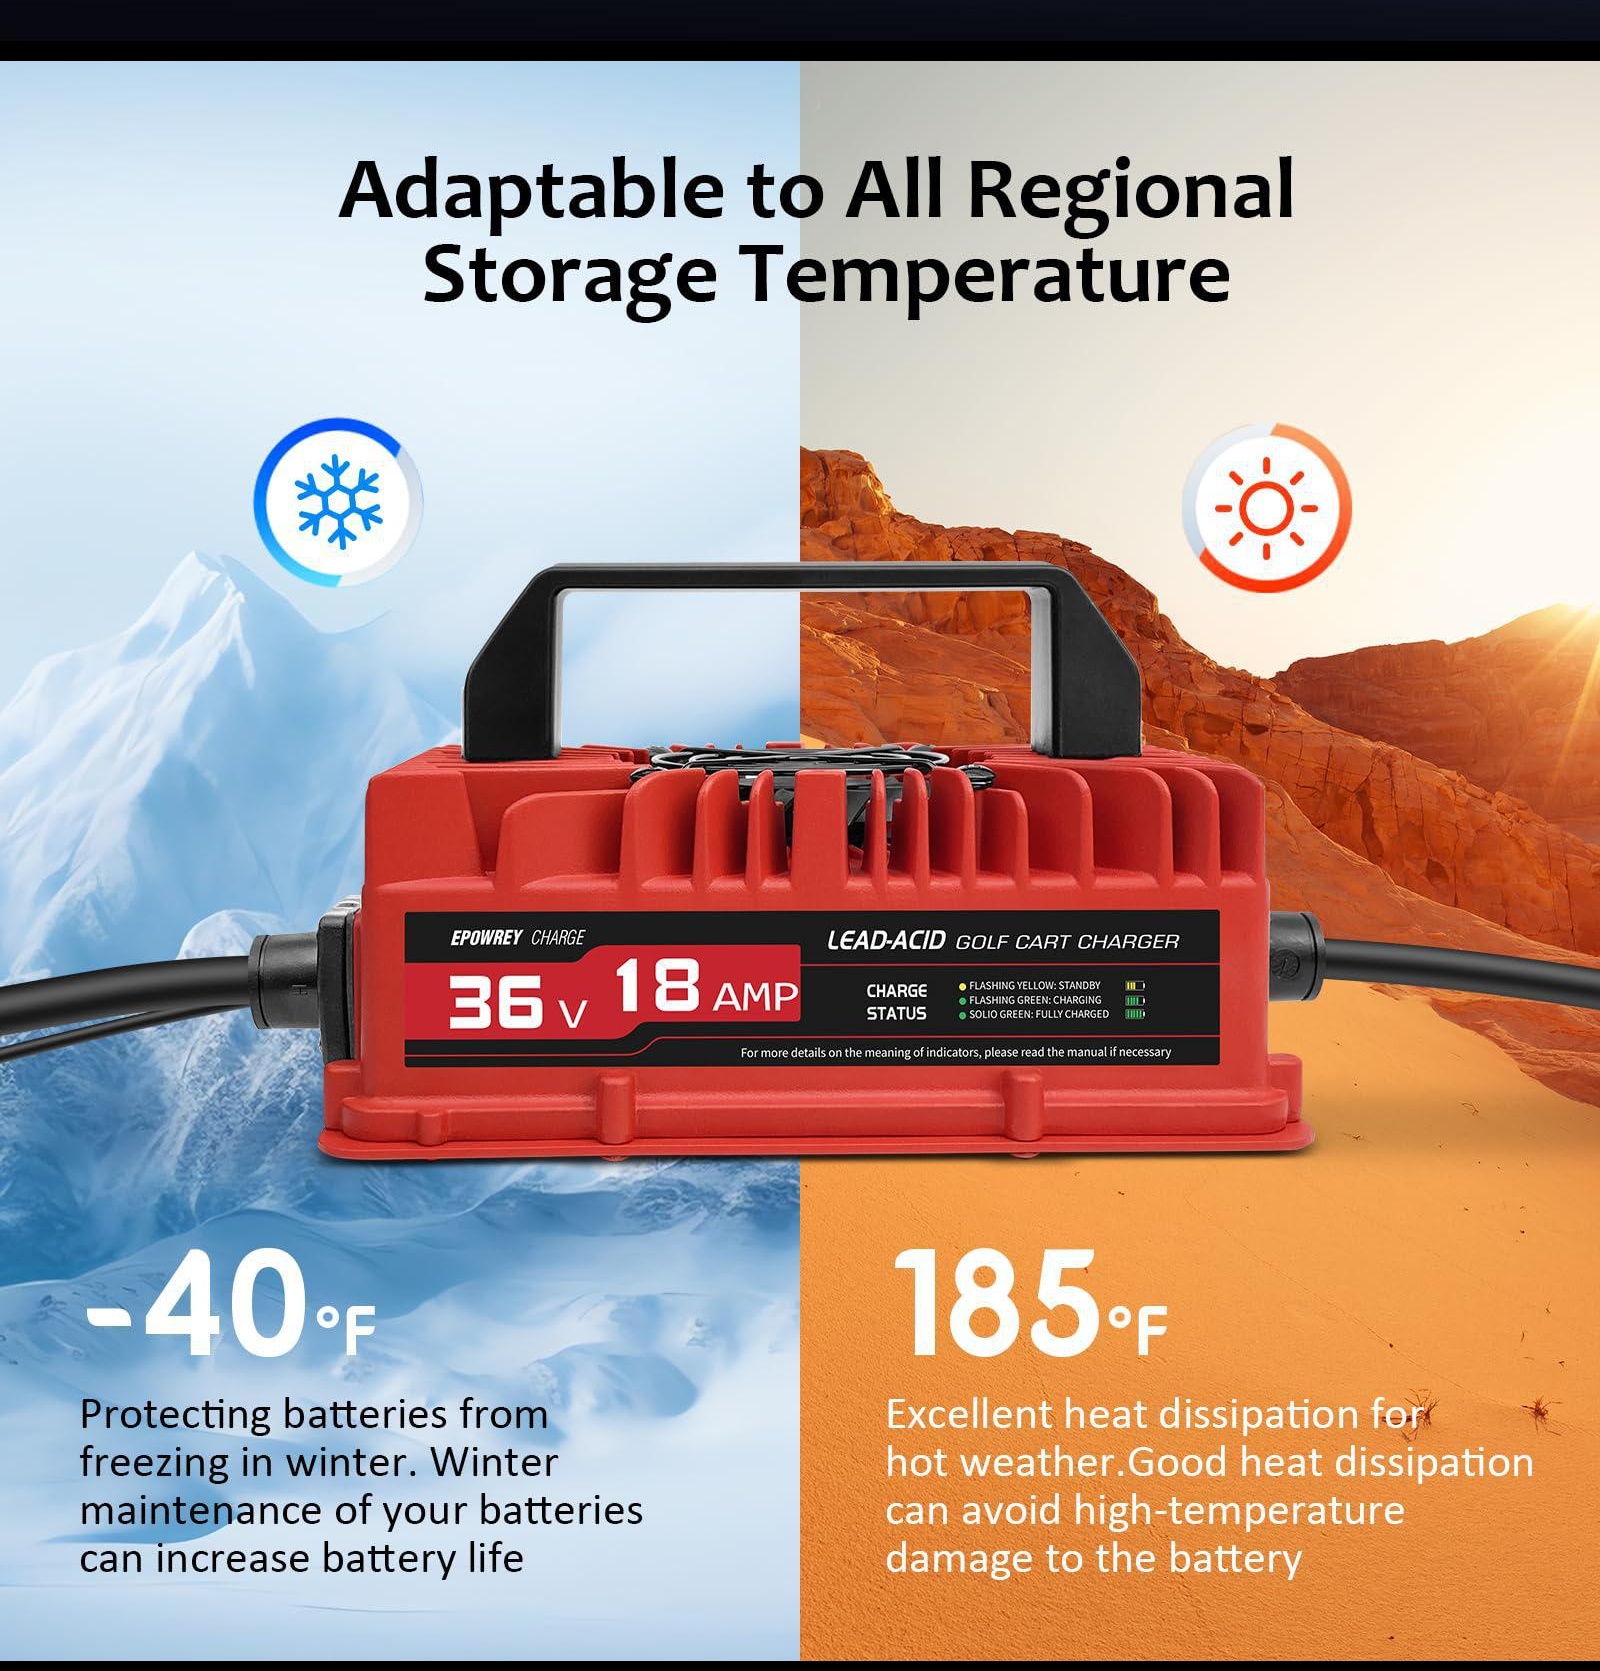 Adaptable to All Regional
Storage Temperature
EPOWREY CHARGE
36 V 18 AMP
LEAD-ACID GOLF CART CHARGER
CHARGE
STATUS
FLASHING YELLOW: STANDBY
FLASHING GREEN: CHARGING
SOLIO GREEN: FULLY CHARGED
For more details on the meaning of indicators, please read the manual if necessary
-40°F
Protecting batteries from
freezing in winter. Winter
maintenance of your batteries
can increase battery life
185°F
Excellent heat dissipation for
hot weather.Good heat dissipation
can avoid high-temperature
damage to the battery